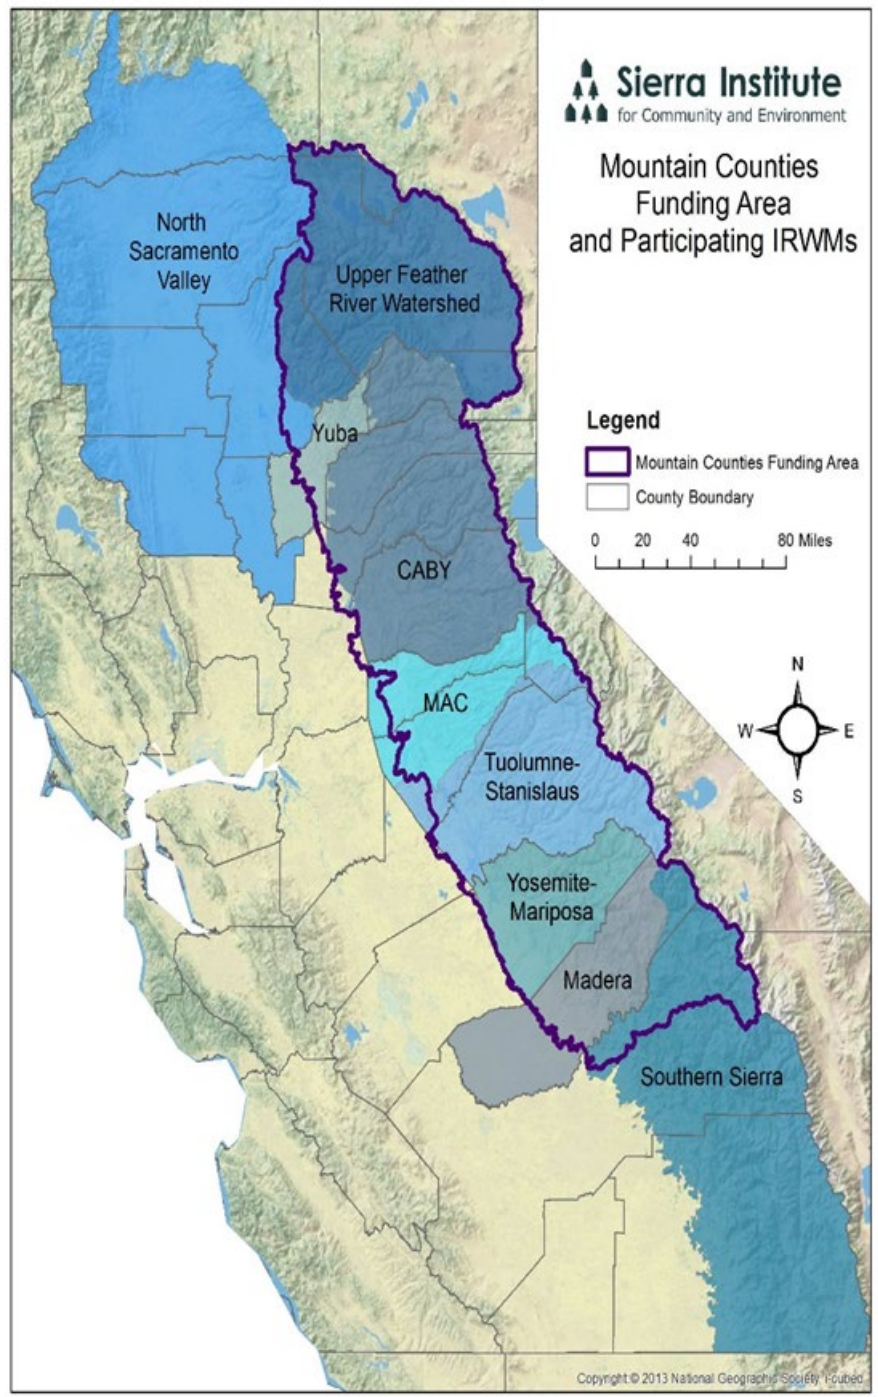 Sierra Institute
for Community and Environment
Mountain Counties
Funding Area
and Participating IRWMs
North
Sacramento
Valley
Upper Feather
River Watershed
Legend
Yuba
Mountain Counties Funding Area
County Boundary
0 20 40 80 Miles
CABY
N
MAC
W E
S
Tuolumne-
Stanislaus
Yosemite-
Mariposa
Madera
Southern Sierra
Copyright:© 2013 National Geographic Society, i-cubed